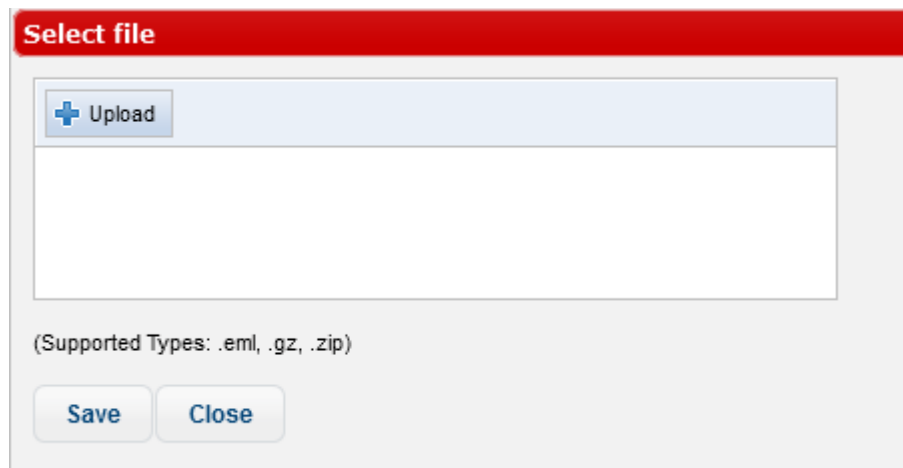 Select file
Upload
(Supported Types: .eml, .gz, .zip)
Save Close